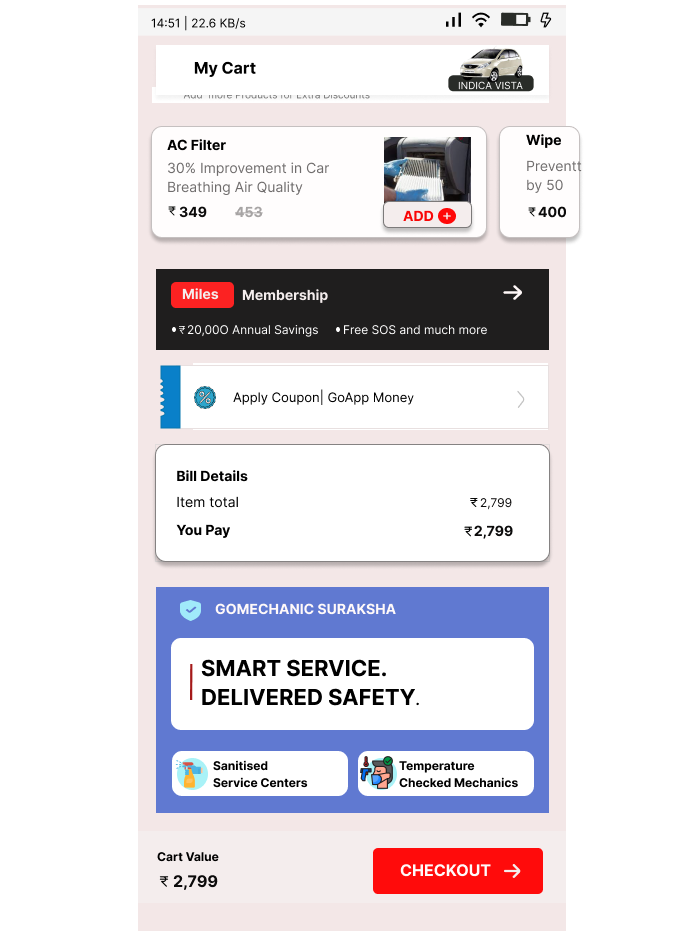 14:51 | 22.6 KB/s
My Cart
INDICA VISTA
Add more Products for Extra Discounts
AC Filter
30% Improvement in Car
Breathing Air Quality
₹ 349 453
ADD +
Wipe
Preventt
by 50
₹ 400
Miles Membership
• ₹ 20,00O Annual Savings • Free SOS and much more
Apply Coupon| GoApp Money
Bill Details
Item total ₹ 2,799
You Pay ₹ 2,799
GOMECHANIC SURAKSHA
SMART SERVICE.
DELIVERED SAFETY.
Sanitised
Service Centers
Temperature
Checked Mechanics
Cart Value
₹ 2,799
CHECKOUT